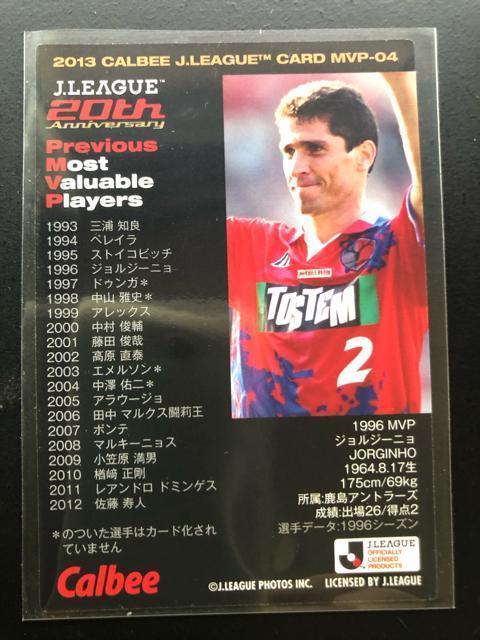 2013 CALBEE J.LEAGUE™ CARD MVP-04
J.LEAGUE™
20th
Anniversary
Previous
Most
Valuable
Players
1993 三浦 知良
1994 ペレイラ
1995 ストイコビッチ
1996 ジョルジーニョ
1997 ドゥンガ＊
1998 中山 雅史＊
1999 アレックス
2000 中村 俊輔
2001 藤田 俊哉
2002 高原 直泰
2003 エメルソン＊
2004 中澤 佑二＊
2005 アラウージョ
2006 田中 マルクス闘莉王
2007 ポンテ
2008 マルキーニョス
2009 小笠原 満男
2010 楢﨑 正剛
2011 レアンドロ ドミンゲス
2012 佐藤 寿人
＊のついた選手はカード化され
ていません
Calbee
TOSTEM
2
1996 MVP
ジョルジーニョ
JORGINHO
1964.8.17生
175cm/69kg
所属:鹿島アントラーズ
成績:出場26/得点2
選手データ:1996シーズン
J.LEAGUE
OFFICIALLY
LICENSED
PRODUCTS
©J.LEAGUE PHOTOS INC. LICENSED BY J.LEAGUE